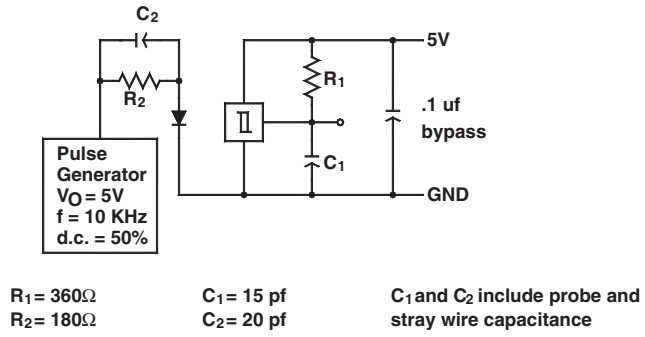 C2
R2
Pulse
Generator
VO = 5V
f = 10 KHz
d.c. = 50%
5V
R1
C1
.1 uf
bypass
GND
R1 = 360Ω
R2 = 180Ω
C1 = 15 pf
C2 = 20 pf
C1 and C2 include probe and
stray wire capacitance